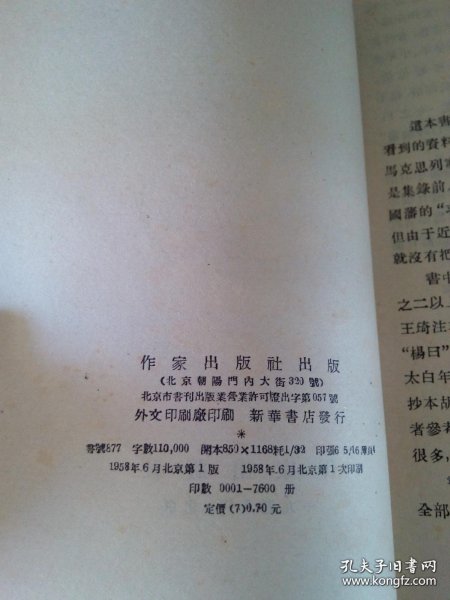 作家出版社出版
(北京朝陽門內大街320號)
北京市書刊出版業營業許可證出字第057號
外文印刷廠印刷 新華書店發行
*
書號877 字數110,000 開本850×1168耗1/32 印張6 5/16
1958年6月北京第1版 1958年6月北京第1次印刷
印數 0001-7600 册
定價(7)0.70元
這本書
看到的資料
馬克思列
是集錄前
國藩的“
但由于近
就沒有把
書中
之二以
王琦注
“楊曰”
太白年
抄本胡
者參考
很多,
全部
孔夫子旧书网
www.kongfz.com